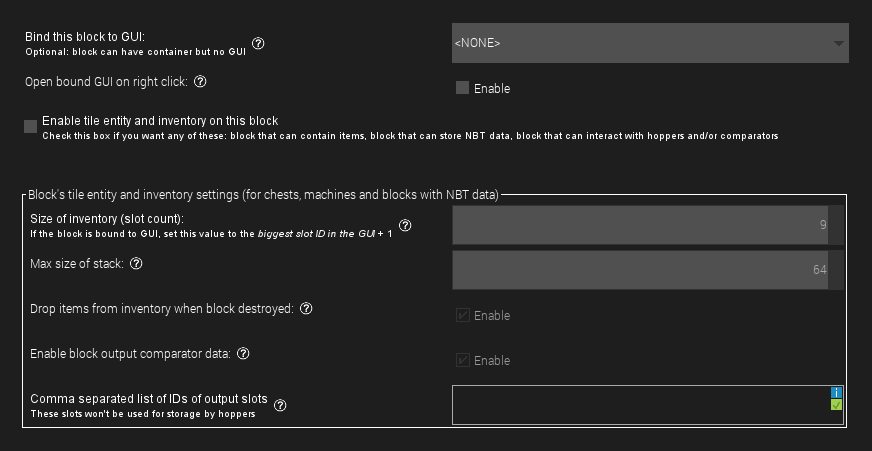 Bind this block to GUI:
<NONE>
Optional: block can have container but no GUI
Open bound GUI on right click:
Enable
Enable tile entity and inventory on this block
Check this box if you want any of these: block that can contain items, block that can store NBT data, block that can interact with hoppers and/or comparators
Block's tile entity and inventory settings (for chests, machines and blocks with NBT data)
Size of inventory (slot count):
9
If the block is bound to GUI, set this value to the biggest slot ID in the GUI + 1
Max size of stack:
64
Drop items from inventory when block destroyed:
Enable
Enable block output comparator data:
Enable
Comma separated list of IDs of output slots
These slots won't be used for storage by hoppers